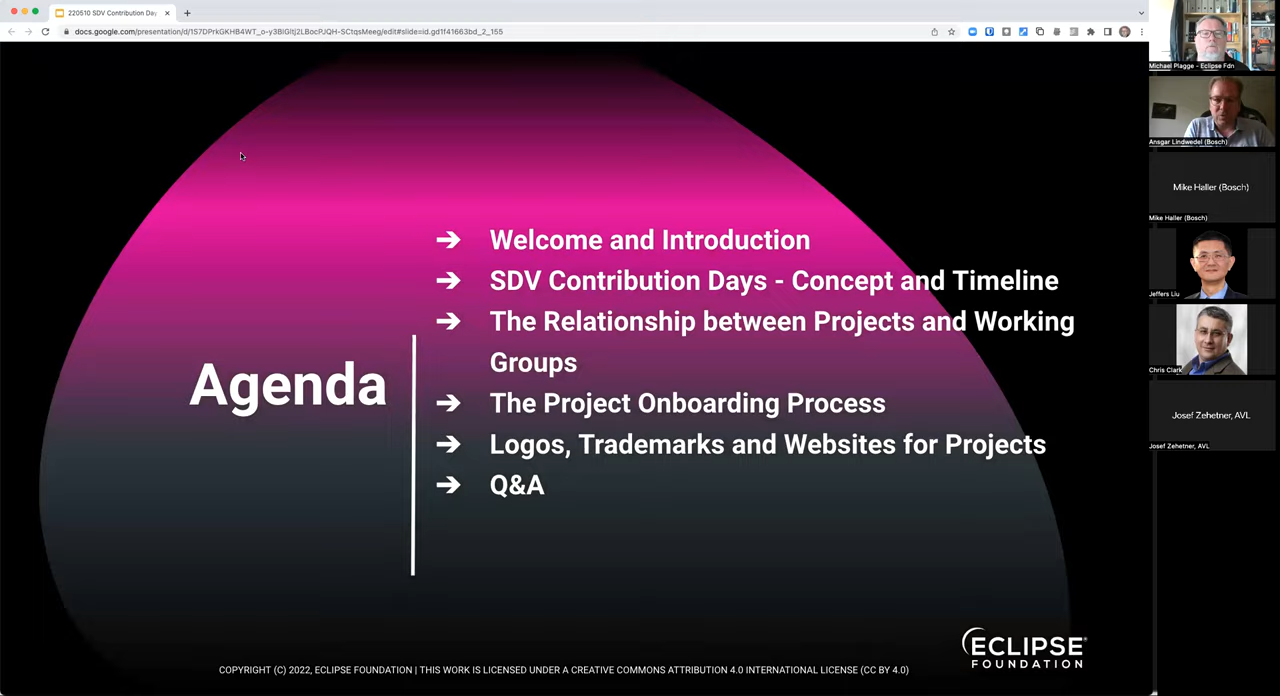 220510 SDV Contribution Day
docs.google.com/presentation/d/1S7DPrkGKHB4WT_o-y3BlGltj2LBocPJQH-SCtqsMeeg/edit#slide=id.gd1f41663bd_2_155
Agenda
➔ Welcome and Introduction
➔ SDV Contribution Days - Concept and Timeline
➔ The Relationship between Projects and Working
Groups
➔ The Project Onboarding Process
➔ Logos, Trademarks and Websites for Projects
➔ Q&A
ECLIPSE
FOUNDATION
COPYRIGHT (C) 2022, ECLIPSE FOUNDATION | THIS WORK IS LICENSED UNDER A CREATIVE COMMONS ATTRIBUTION 4.0 INTERNATIONAL LICENSE (CC BY 4.0)
Michael Plagge - Eclipse Fdn
Ansgar Lindwedel (Bosch)
Mike Haller (Bosch)
Mike Haller (Bosch)
Jeffers Liu
Chris Clark
Josef Zehetner, AVL
Josef Zehetner, AVL